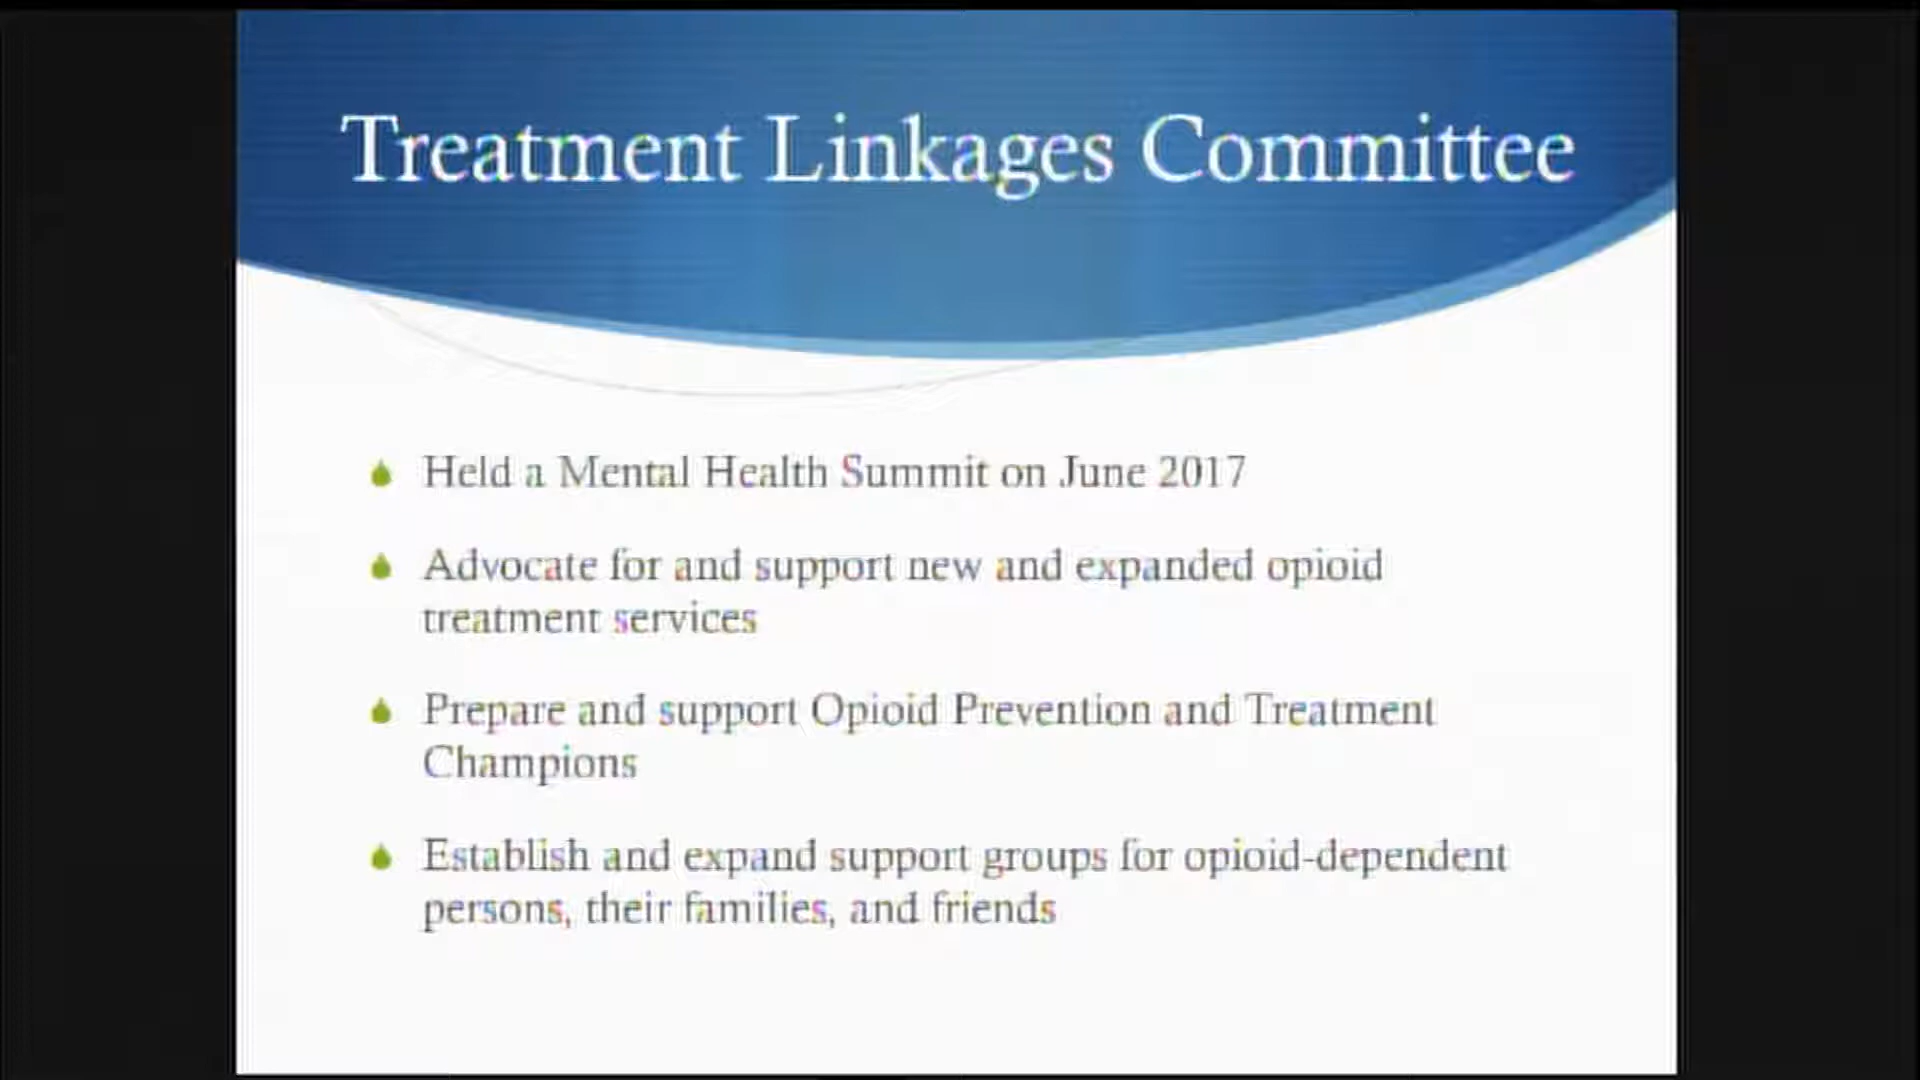 Treatment Linkages Committee
Held a Mental Health Summit on June 2017
Advocate for and support new and expanded opioid
treatment services
Prepare and support Opioid Prevention and Treatment
Champions
Establish and expand support groups for opioid-dependent
persons, their families, and friends